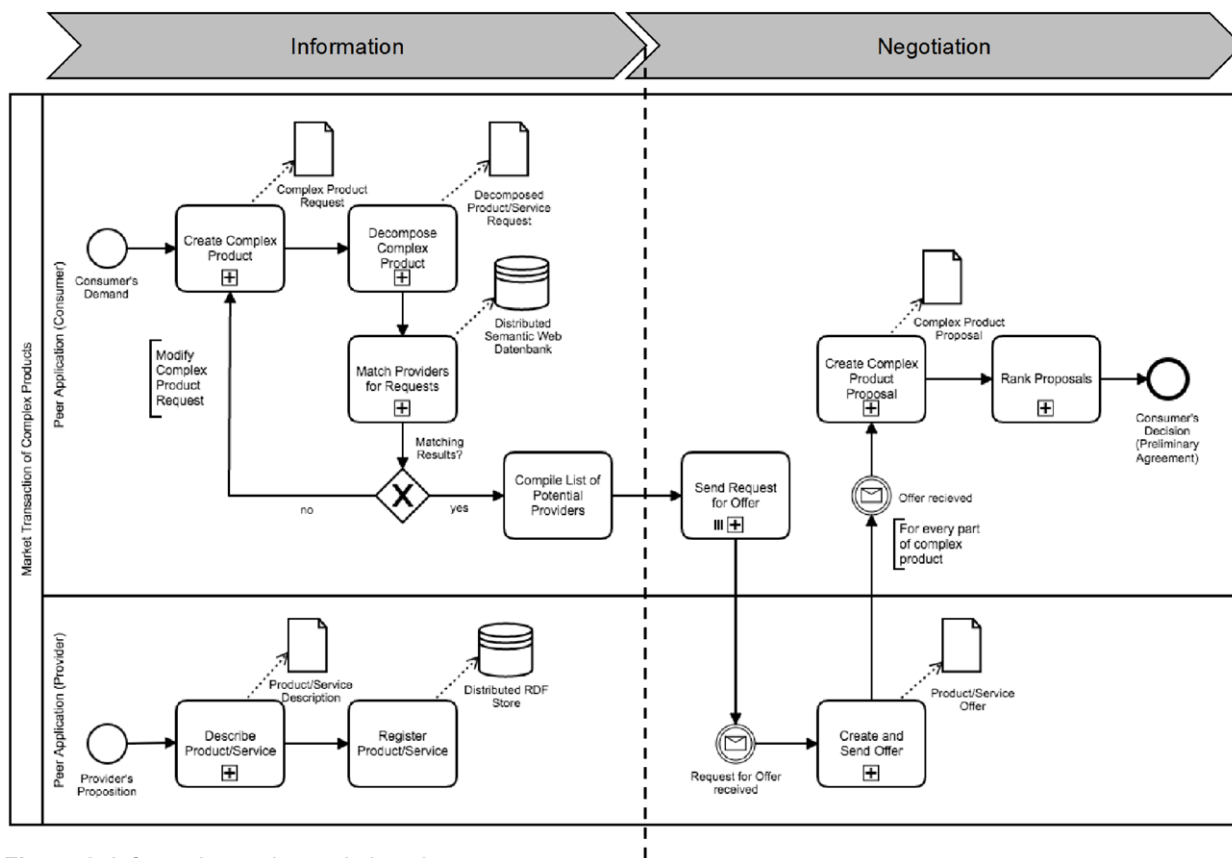 Information
Negotiation
Market Transaction of Complex Products
Peer Application (Consumer)
Consumer's
Demand
Create Complex
Product
Complex Product
Request
Decompose
Complex
Product
Decomposed
Product/Service
Request
Match Providers
for Requests
Distributed
Semantic Web
Datenbank
Modify
Complex
Product
Request
Matching
Results?
X
no
yes
Compile List of
Potential
Providers
Send Request
for Offer
Create Complex
Product
Proposal
Complex Product
Proposal
Rank Proposals
Consumer's
Decision
(Preliminary
Agreement)
Offer recieved
For every part
of complex
product
Peer Application (Provider)
Provider's
Proposition
Describe
Product/Service
Product/Service
Description
Register
Product/Service
Distributed RDF
Store
Request for Offer
received
Create and
Send Offer
Product/Service
Offer